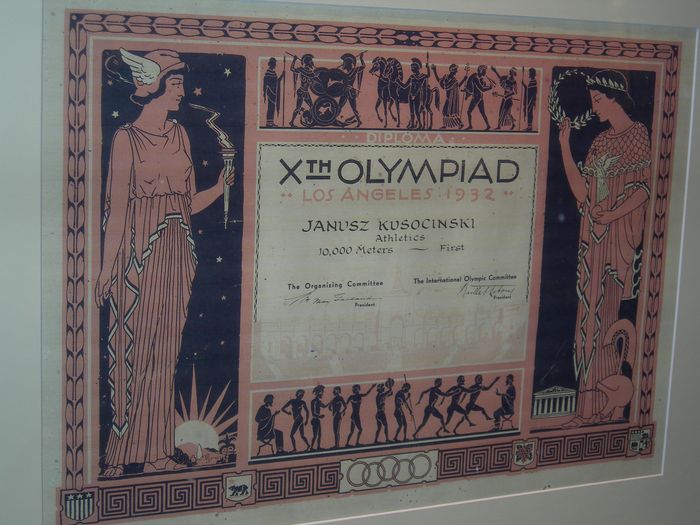 DIPLOMA
XTH OLYMPIAD
LOS ANGELES 1932
JANUSZ KUSOCINSKI
Athletics
10,000 Meters — First
The Organizing Committee The International Olympic Committee
President President